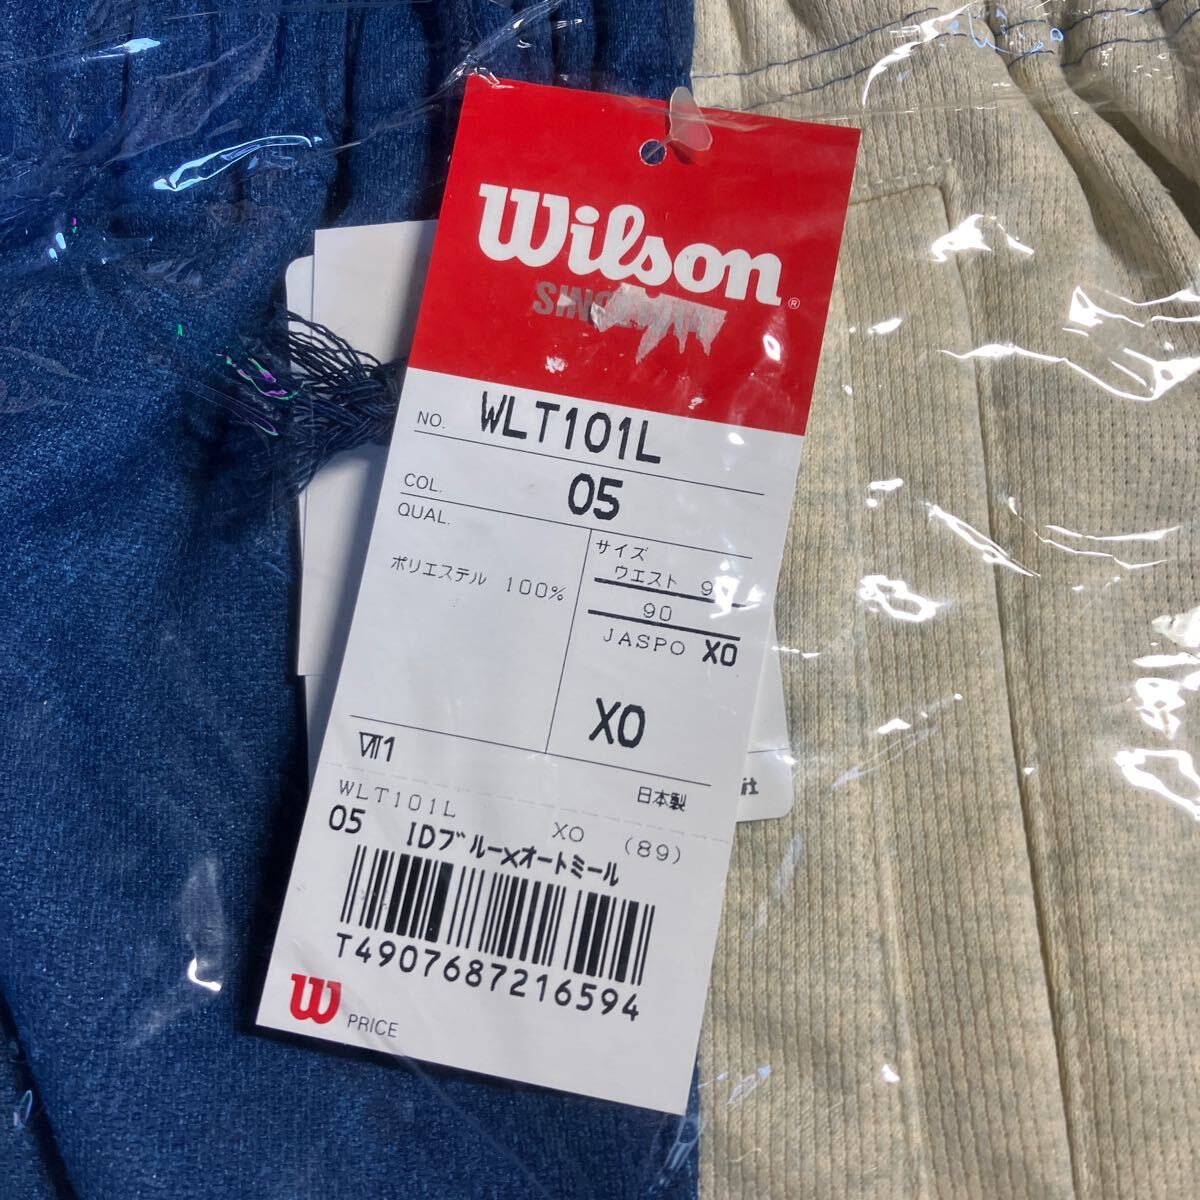 Wilson®
NO. WLT101L
COL. 05
QUAL.
ポリエステル 100%
サイズ
ウエスト
90
JASPO XO
XO
日本製
社
WLT101L XO (89)
05 IDブルー×オートミール
T4907687216594
W PRICE